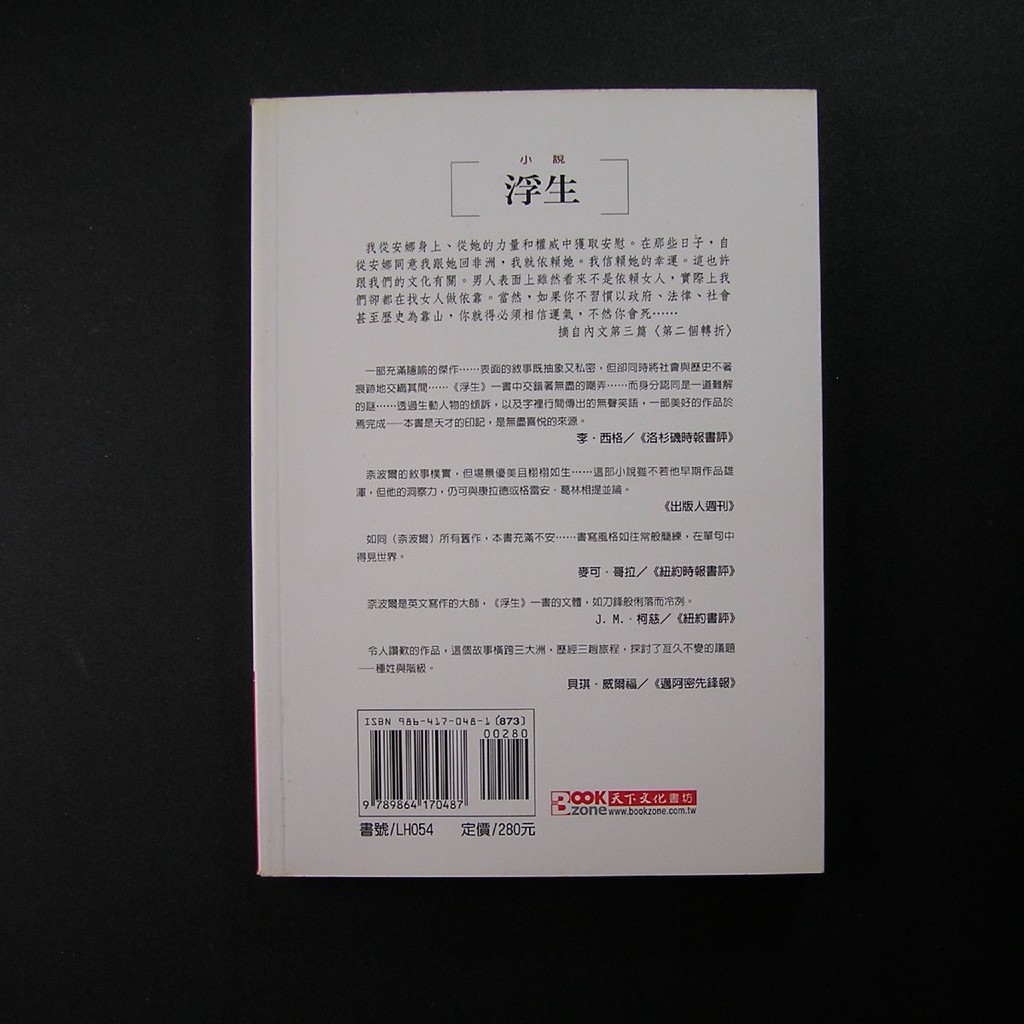 小說
浮生
我從安娜身上、從她的力量和權威中獲取安慰。在那些日子，自
從安娜同意我跟她回非洲，我就依賴她。我信賴她的幸運。這也許
跟我們的文化有關。男人表面上雖然看來不是依賴女人，實際上我
們卻都在找女人做依靠。當然，如果你不習慣以政府、法律、社會
甚至歷史為靠山，你就得必須相信運氣，不然你會死……
摘自內文第三篇〈第二個轉折〉
一部充滿隱喻的傑作……表面的敘事既抽象又私密，但卻同時將社會與歷史不著
痕跡地交織其間……《浮生》一書中交錯著無盡的嘲弄……而身分認同是一道難解
的謎……透過生動人物的傾訴，以及字裡行間傳出的無聲笑語，一部美好的作品於
焉完成──本書是天才的印記，是無盡喜悅的來源。
李．西格／《洛杉磯時報書評》
奈波爾的敘事樸實，但場景優美且栩栩如生……這部小說雖不若他早期作品雄
渾，但他的洞察力，仍可與康拉德或格雷安．葛林相提並論。
《出版人週刊》
如同（奈波爾）所有舊作，本書充滿不安……書寫風格如往常般簡練，在單句中
得見世界。
麥可．哥拉／《紐約時報書評》
奈波爾是英文寫作的大師，《浮生》一書的文體，如刀鋒般俐落而冷冽。
J. M.．柯慈／《紐約書評》
令人讚歎的作品，這個故事橫跨三大洲，歷經三趟旅程，探討了亙久不變的議題
──種姓與階級。
貝琪．威爾福／《邁阿密先鋒報》
ISBN 986-417-048-1 (873)
00280
9 789864 170487
書號/LH054 定價/280元
BOOK zone 天下文化書坊
www.bookzone.com.tw